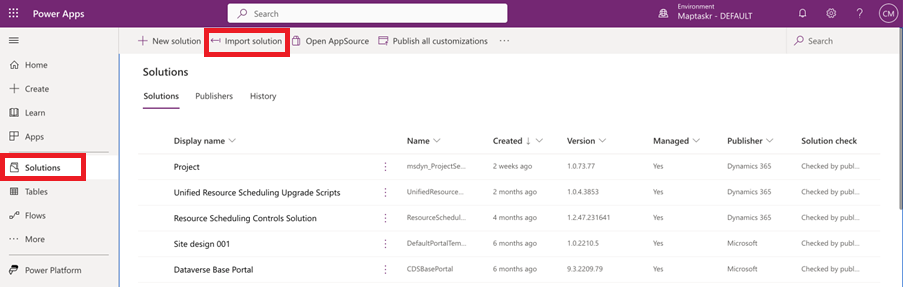 Power Apps
Search
Environment
Maptaskr - DEFAULT
?
CM
+ New solution
Import solution
Open AppSource
Publish all customizations
...
Search
Home
+ Create
Learn
Apps
Solutions
Tables
Flows
... More
Power Platform
Solutions
Solutions Publishers History
Display name Name Created ↓ Version Managed Publisher Solution check
Project msdyn_ProjectSe... 2 weeks ago 1.0.73.77 Yes Dynamics 365 Checked by publ...
Unified Resource Scheduling Upgrade Scripts UnifiedResource... 2 months ago 1.0.4.3853 Yes Dynamics 365 Checked by publ...
Resource Scheduling Controls Solution ResourceSchedul... 4 months ago 1.2.47.231641 Yes Dynamics 365 Checked by publ...
Site design 001 DefaultPortalTem... 6 months ago 1.0.2210.5 Yes Microsoft Checked by publ...
Dataverse Base Portal CDSBasePortal 6 months ago 9.3.2209.79 Yes Microsoft Checked by publ...